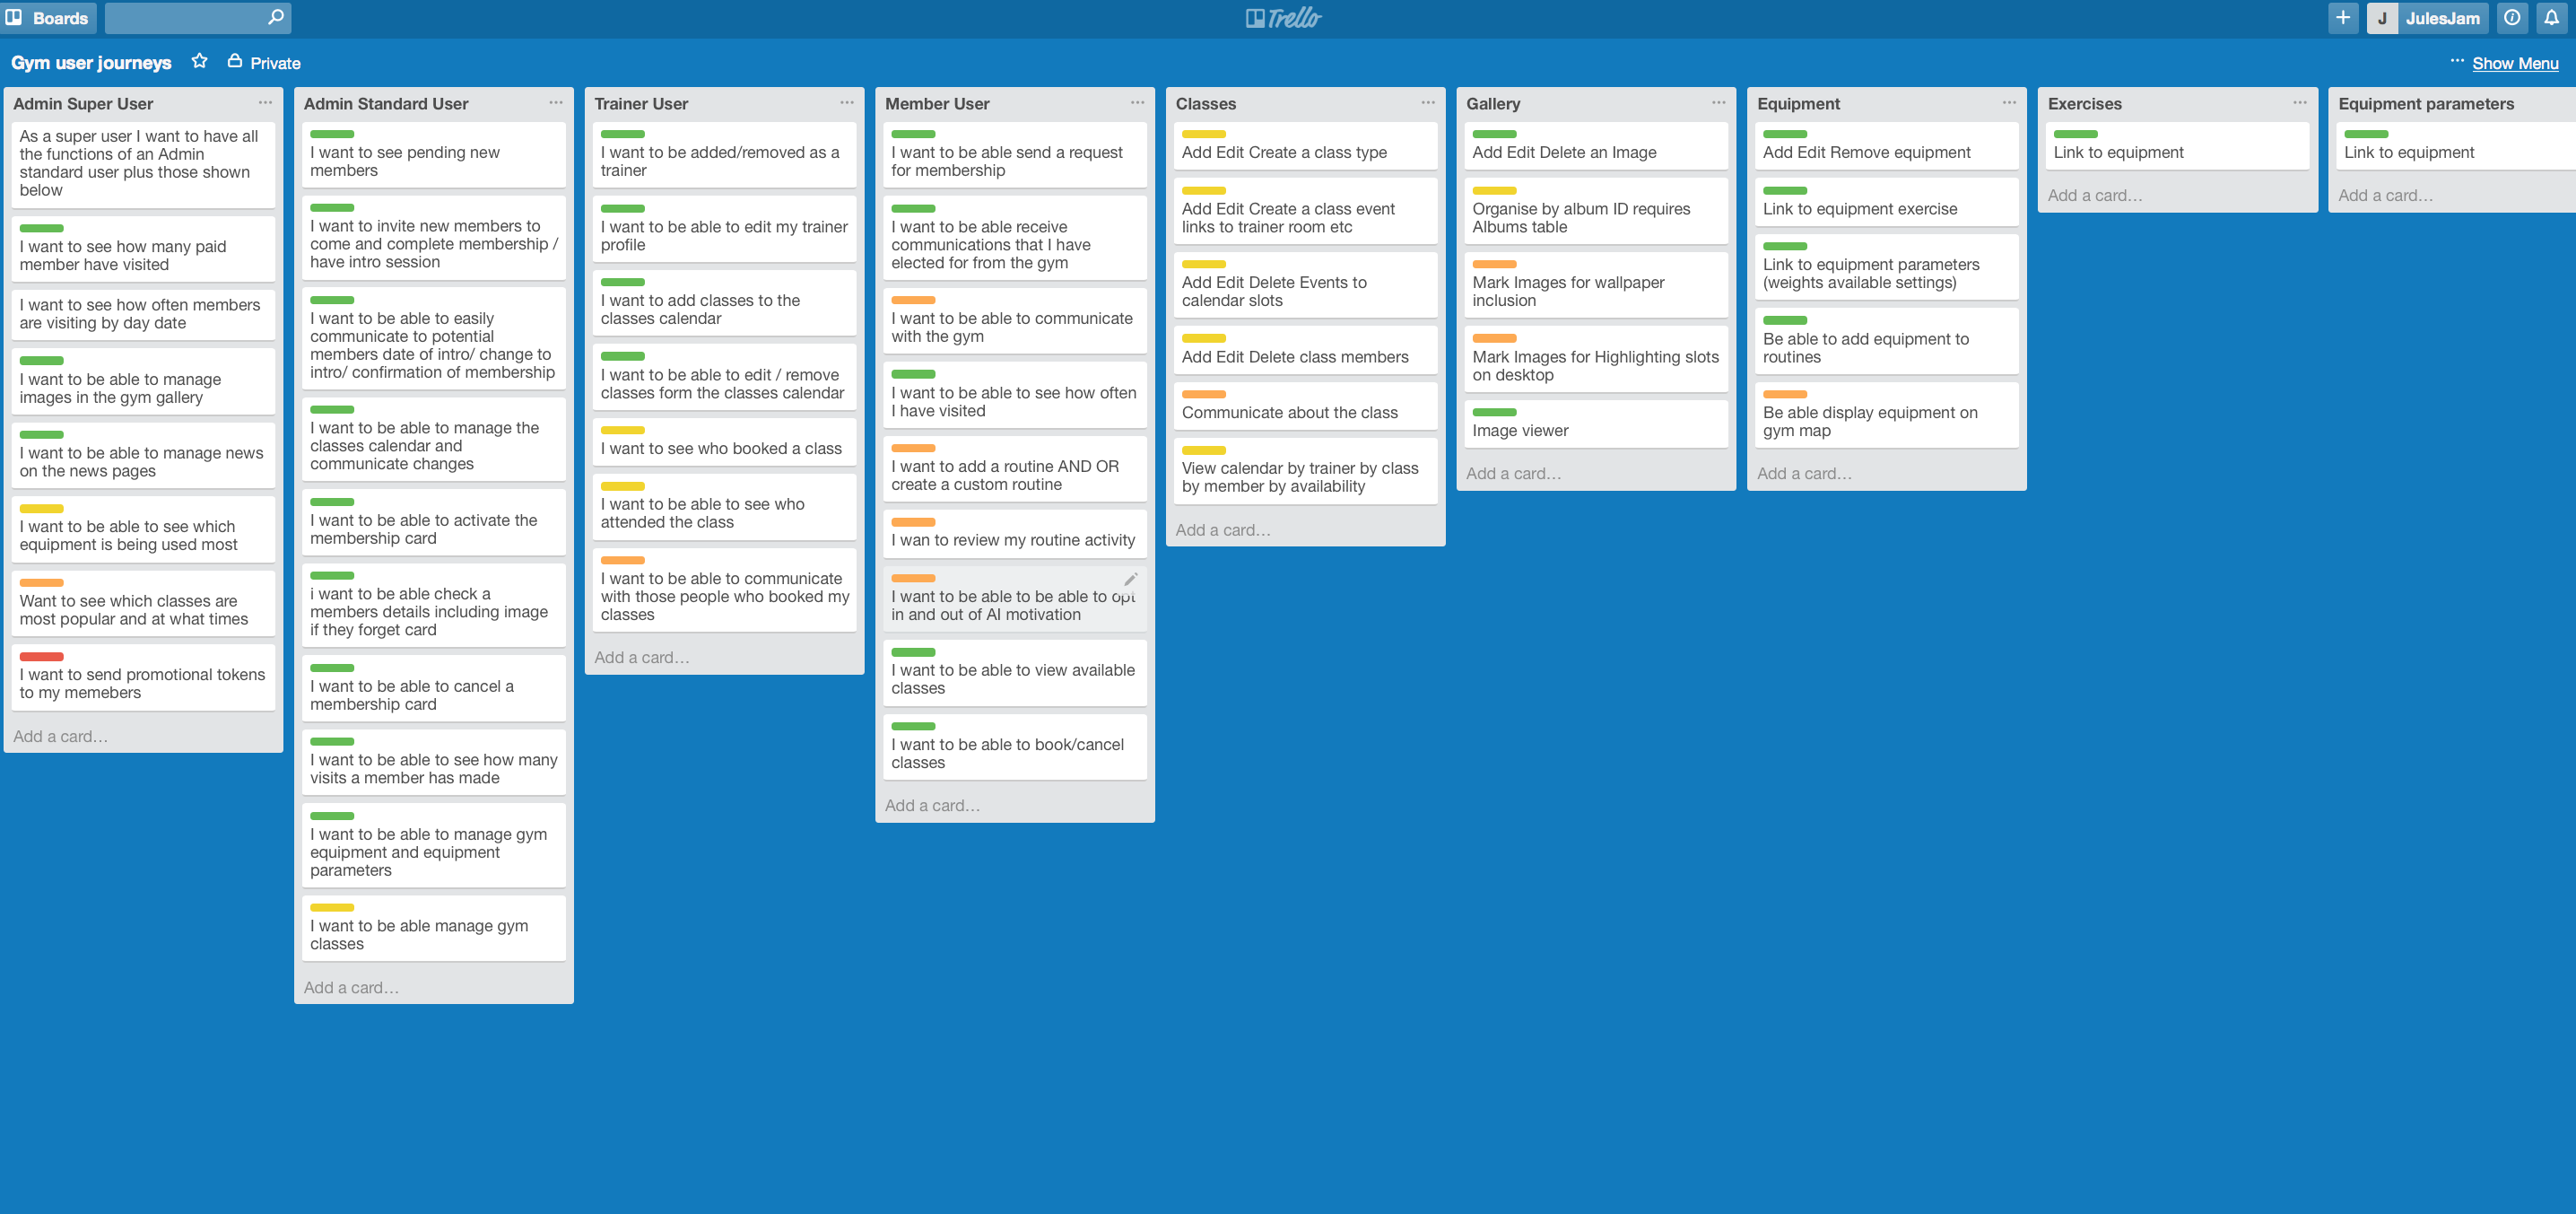 Boards
Trello
J JulesJam
Gym user journeys
Private
Show Menu
Admin Super User
As a super user I want to have all
the functions of an Admin
standard user plus those shown
below
I want to see how many paid
member have visited
I want to see how often members
are visiting by day date
I want to be able to manage
images in the gym gallery
I want to be able to manage news
on the news pages
I want to be able to see which
equipment is being used most
Want to see which classes are
most popular and at what times
I want to send promotional tokens
to my memebers
Add a card…
Admin Standard User
I want to see pending new
members
I want to invite new members to
come and complete membership /
have intro session
I want to be able to easily
communicate to potential
members date of intro/ change to
intro/ confirmation of membership
I want to be able to manage the
classes calendar and
communicate changes
I want to be able to activate the
membership card
i want to be able check a
members details including image
if they forget card
I want to be able to cancel a
membership card
I want to be able to see how many
visits a member has made
I want to be able to manage gym
equipment and equipment
parameters
I want to be able manage gym
classes
Add a card…
Trainer User
I want to be added/removed as a
trainer
I want to be able to edit my trainer
profile
I want to add classes to the
classes calendar
I want to be able to edit / remove
classes form the classes calendar
I want to see who booked a class
I want to be able to see who
attended the class
I want to be able to communicate
with those people who booked my
classes
Add a card…
Member User
I want to be able send a request
for membership
I want to be able receive
communications that I have
elected for from the gym
I want to be able to communicate
with the gym
I want to be able to see how often
I have visited
I want to add a routine AND OR
create a custom routine
I wan to review my routine activity
I want to be able to be able to opt
in and out of AI motivation
I want to be able to view available
classes
I want to be able to book/cancel
classes
Add a card…
Classes
Add Edit Create a class type
Add Edit Create a class event
links to trainer room etc
Add Edit Delete Events to
calendar slots
Add Edit Delete class members
Communicate about the class
View calendar by trainer by class
by member by availability
Add a card…
Gallery
Add Edit Delete an Image
Organise by album ID requires
Albums table
Mark Images for wallpaper
inclusion
Mark Images for Highlighting slots
on desktop
Image viewer
Add a card…
Equipment
Add Edit Remove equipment
Link to equipment exercise
Link to equipment parameters
(weights available settings)
Be able to add equipment to
routines
Be able display equipment on
gym map
Add a card…
Exercises
Link to equipment
Add a card…
Equipment parameters
Link to equipment
Add a card…